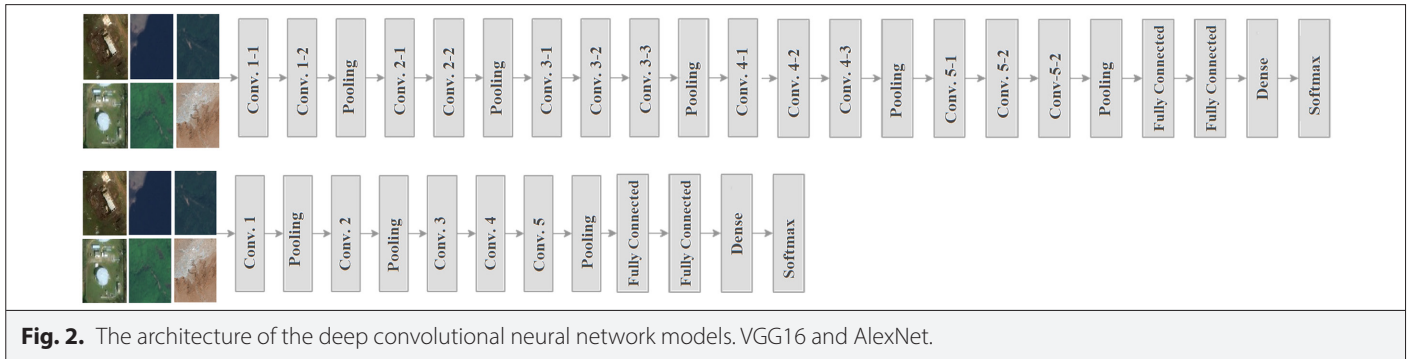 Conv. 1-1
Conv. 1-2
Pooling
Conv. 2-1
Conv. 2-2
Pooling
Conv. 3-1
Conv. 3-2
Conv. 3-3
Pooling
Conv. 4-1
Conv. 4-2
Conv. 4-3
Pooling
Conv. 5-1
Conv. 5-2
Conv-5-2
Pooling
Fully Connected
Fully Connected
Dense
Softmax
Conv. 1
Pooling
Conv. 2
Pooling
Conv. 3
Conv. 4
Conv. 5
Pooling
Fully Connected
Fully Connected
Dense
Softmax
Fig. 2. The architecture of the deep convolutional neural network models. VGG16 and AlexNet.